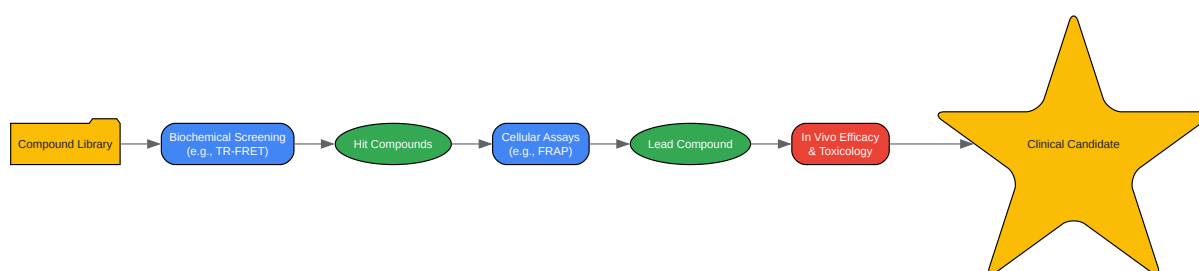 Compound Library
Biochemical Screening
(e.g., TR-FRET)
Hit Compounds
Cellular Assays
(e.g., FRAP)
Lead Compound
In Vivo Efficacy
& Toxicology
Clinical Candidate